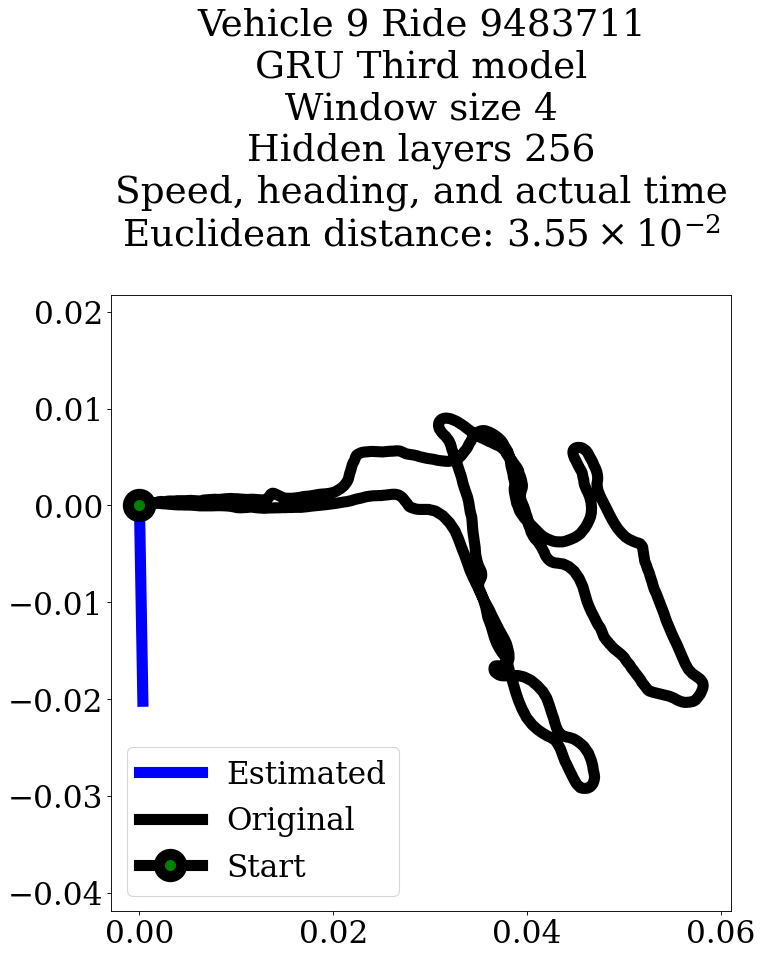 Vehicle 9 Ride 9483711
GRU Third model
Window size 4
Hidden layers 256
Speed, heading, and actual time
Euclidean distance: 3.55 × 10⁻²
0.02
0.01
0.00
−0.01
−0.02
−0.03
−0.04
Estimated
Original
Start
0.00 0.02 0.04 0.06